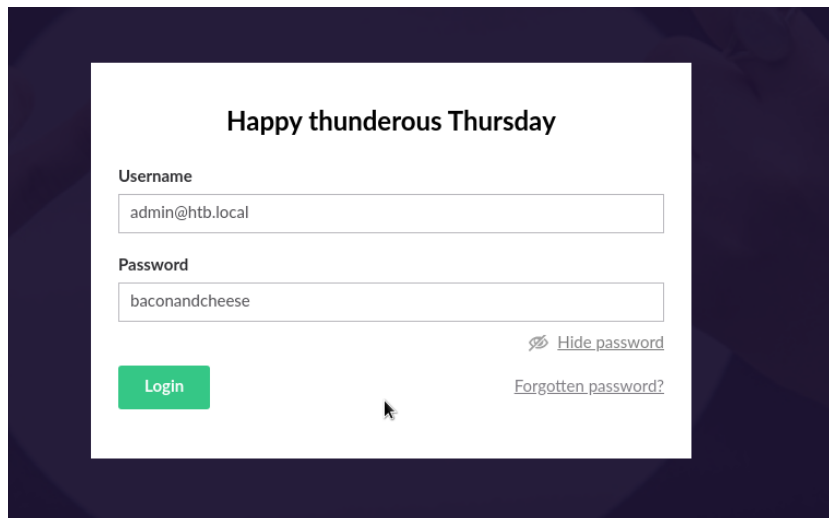 Happy thunderous Thursday
Username
admin@htb.local
Password
baconandcheese
Hide password
Login
Forgotten password?